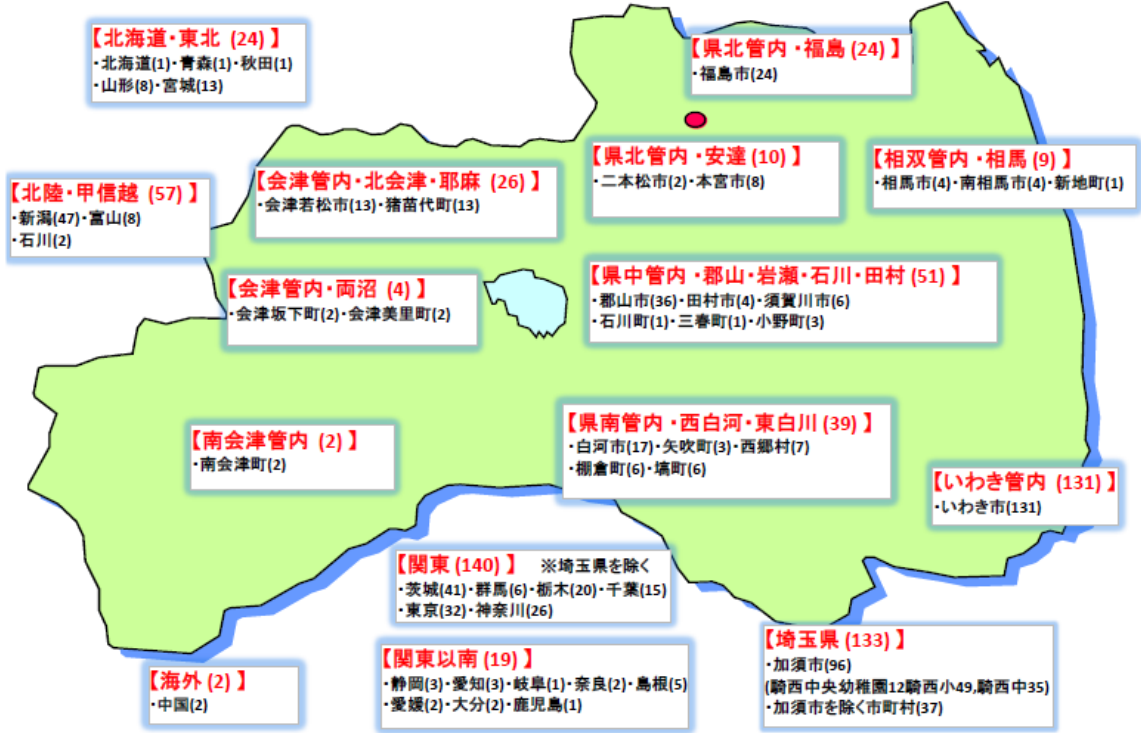 【北海道・東北 (24) 】
・北海道(1)・青森(1)・秋田(1)
・山形(8)・宮城(13)
【県北管内・福島 (24) 】
・福島市(24)
【北陸・甲信越 (57) 】
・新潟(47)・富山(8)
・石川(2)
【会津管内・北会津・耶麻 (26) 】
・会津若松市(13)・猪苗代町(13)
【県北管内・安達 (10) 】
・二本松市(2)・本宮市(8)
【相双管内・相馬 (9) 】
・相馬市(4)・南相馬市(4)・新地町(1)
【会津管内・両沼 (4) 】
・会津坂下町(2)・会津美里町(2)
【県中管内・郡山・岩瀬・石川・田村 (51) 】
・郡山市(36)・田村市(4)・須賀川市(6)
・石川町(1)・三春町(1)・小野町(3)
【南会津管内 (2) 】
・南会津町(2)
【県南管内・西白河・東白川 (39) 】
・白河市(17)・矢吹町(3)・西郷村(7)
・棚倉町(6)・塙町(6)
【いわき管内 (131) 】
・いわき市(131)
【関東 (140) 】 ※埼玉県を除く
・茨城(41)・群馬(6)・栃木(20)・千葉(15)
・東京(32)・神奈川(26)
【関東以南 (19) 】
・静岡(3)・愛知(3)・岐阜(1)・奈良(2)・島根(5)
・愛媛(2)・大分(2)・鹿児島(1)
【埼玉県 (133) 】
・加須市(96)
(騎西中央幼稚園12騎西小49,騎西中35)
・加須市を除く市町村(37)
【海外 (2) 】
・中国(2)